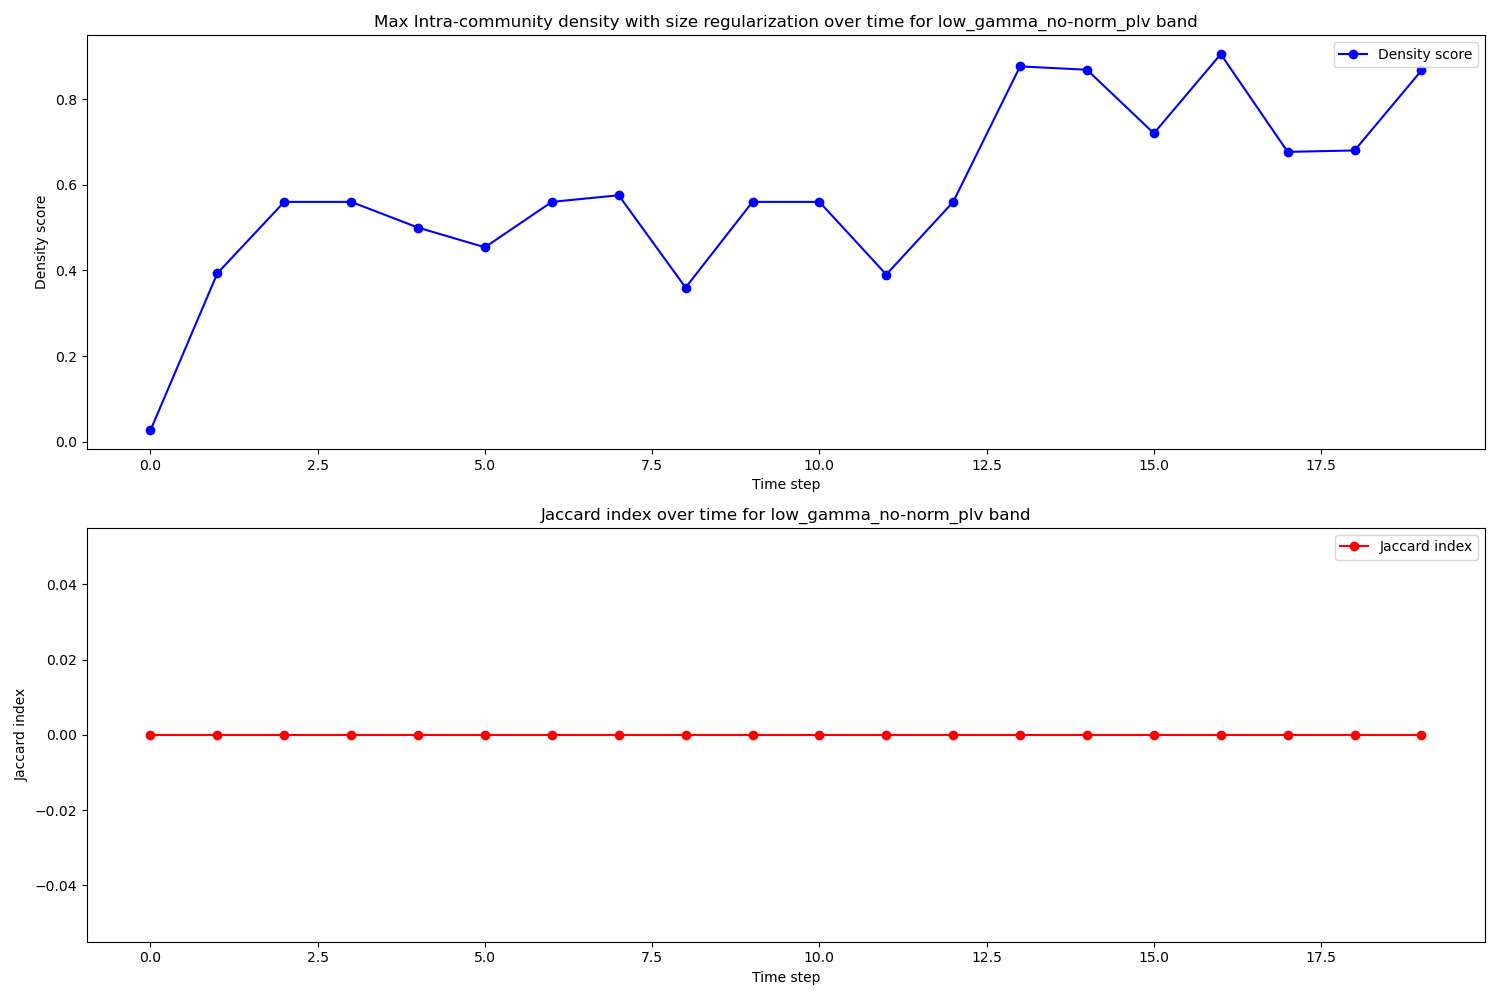 Max Intra-community density with size regularization over time for low_gamma_no-norm_plv band
Density score
0.8
0.6
Density score
0.4
0.2
0.0
0.0 2.5 5.0 7.5 10.0 12.5 15.0 17.5
Time step
Jaccard index over time for low_gamma_no-norm_plv band
Jaccard index
0.04
0.02
Jaccard index
0.00
−0.02
−0.04
0.0 2.5 5.0 7.5 10.0 12.5 15.0 17.5
Time step